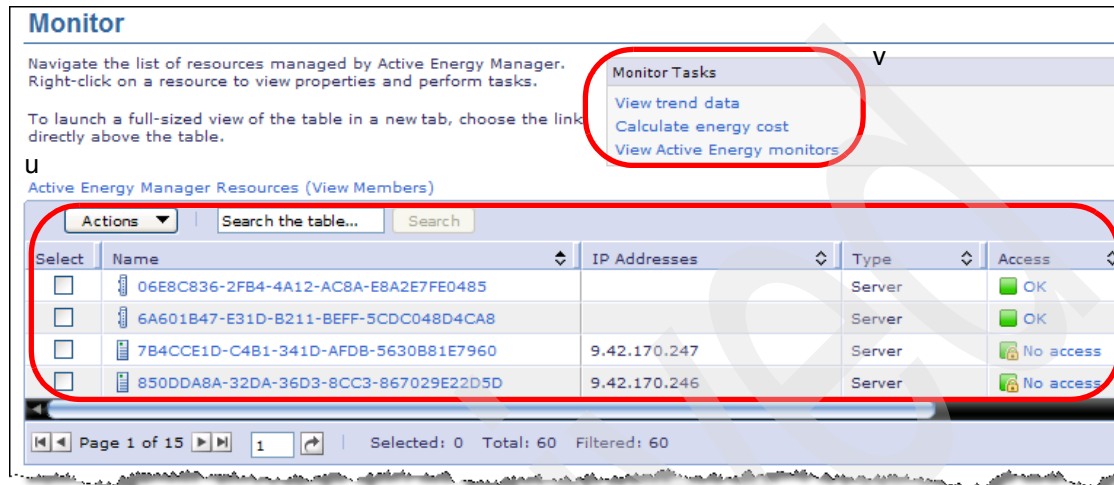 Monitor
Navigate the list of resources managed by Active Energy Manager.
Right-click on a resource to view properties and perform tasks.
To launch a full-sized view of the table in a new tab, choose the link
directly above the table.
Monitor Tasks
v
View trend data
Calculate energy cost
View Active Energy monitors
u
Active Energy Manager Resources (View Members)
Actions Search the table... Search
Select Name IP Addresses Type Access
06E8C836-2FB4-4A12-AC8A-E8A2E7FE0485 Server OK
6A601B47-E31D-B211-BEFF-5CDC048D4CA8 Server OK
7B4CCE1D-C4B1-341D-AFDB-5630B81E7960 9.42.170.247 Server No access
850DDA8A-32DA-36D3-8CC3-867029E22D5D 9.42.170.246 Server No access
Page 1 of 15 1 Selected: 0 Total: 60 Filtered: 60